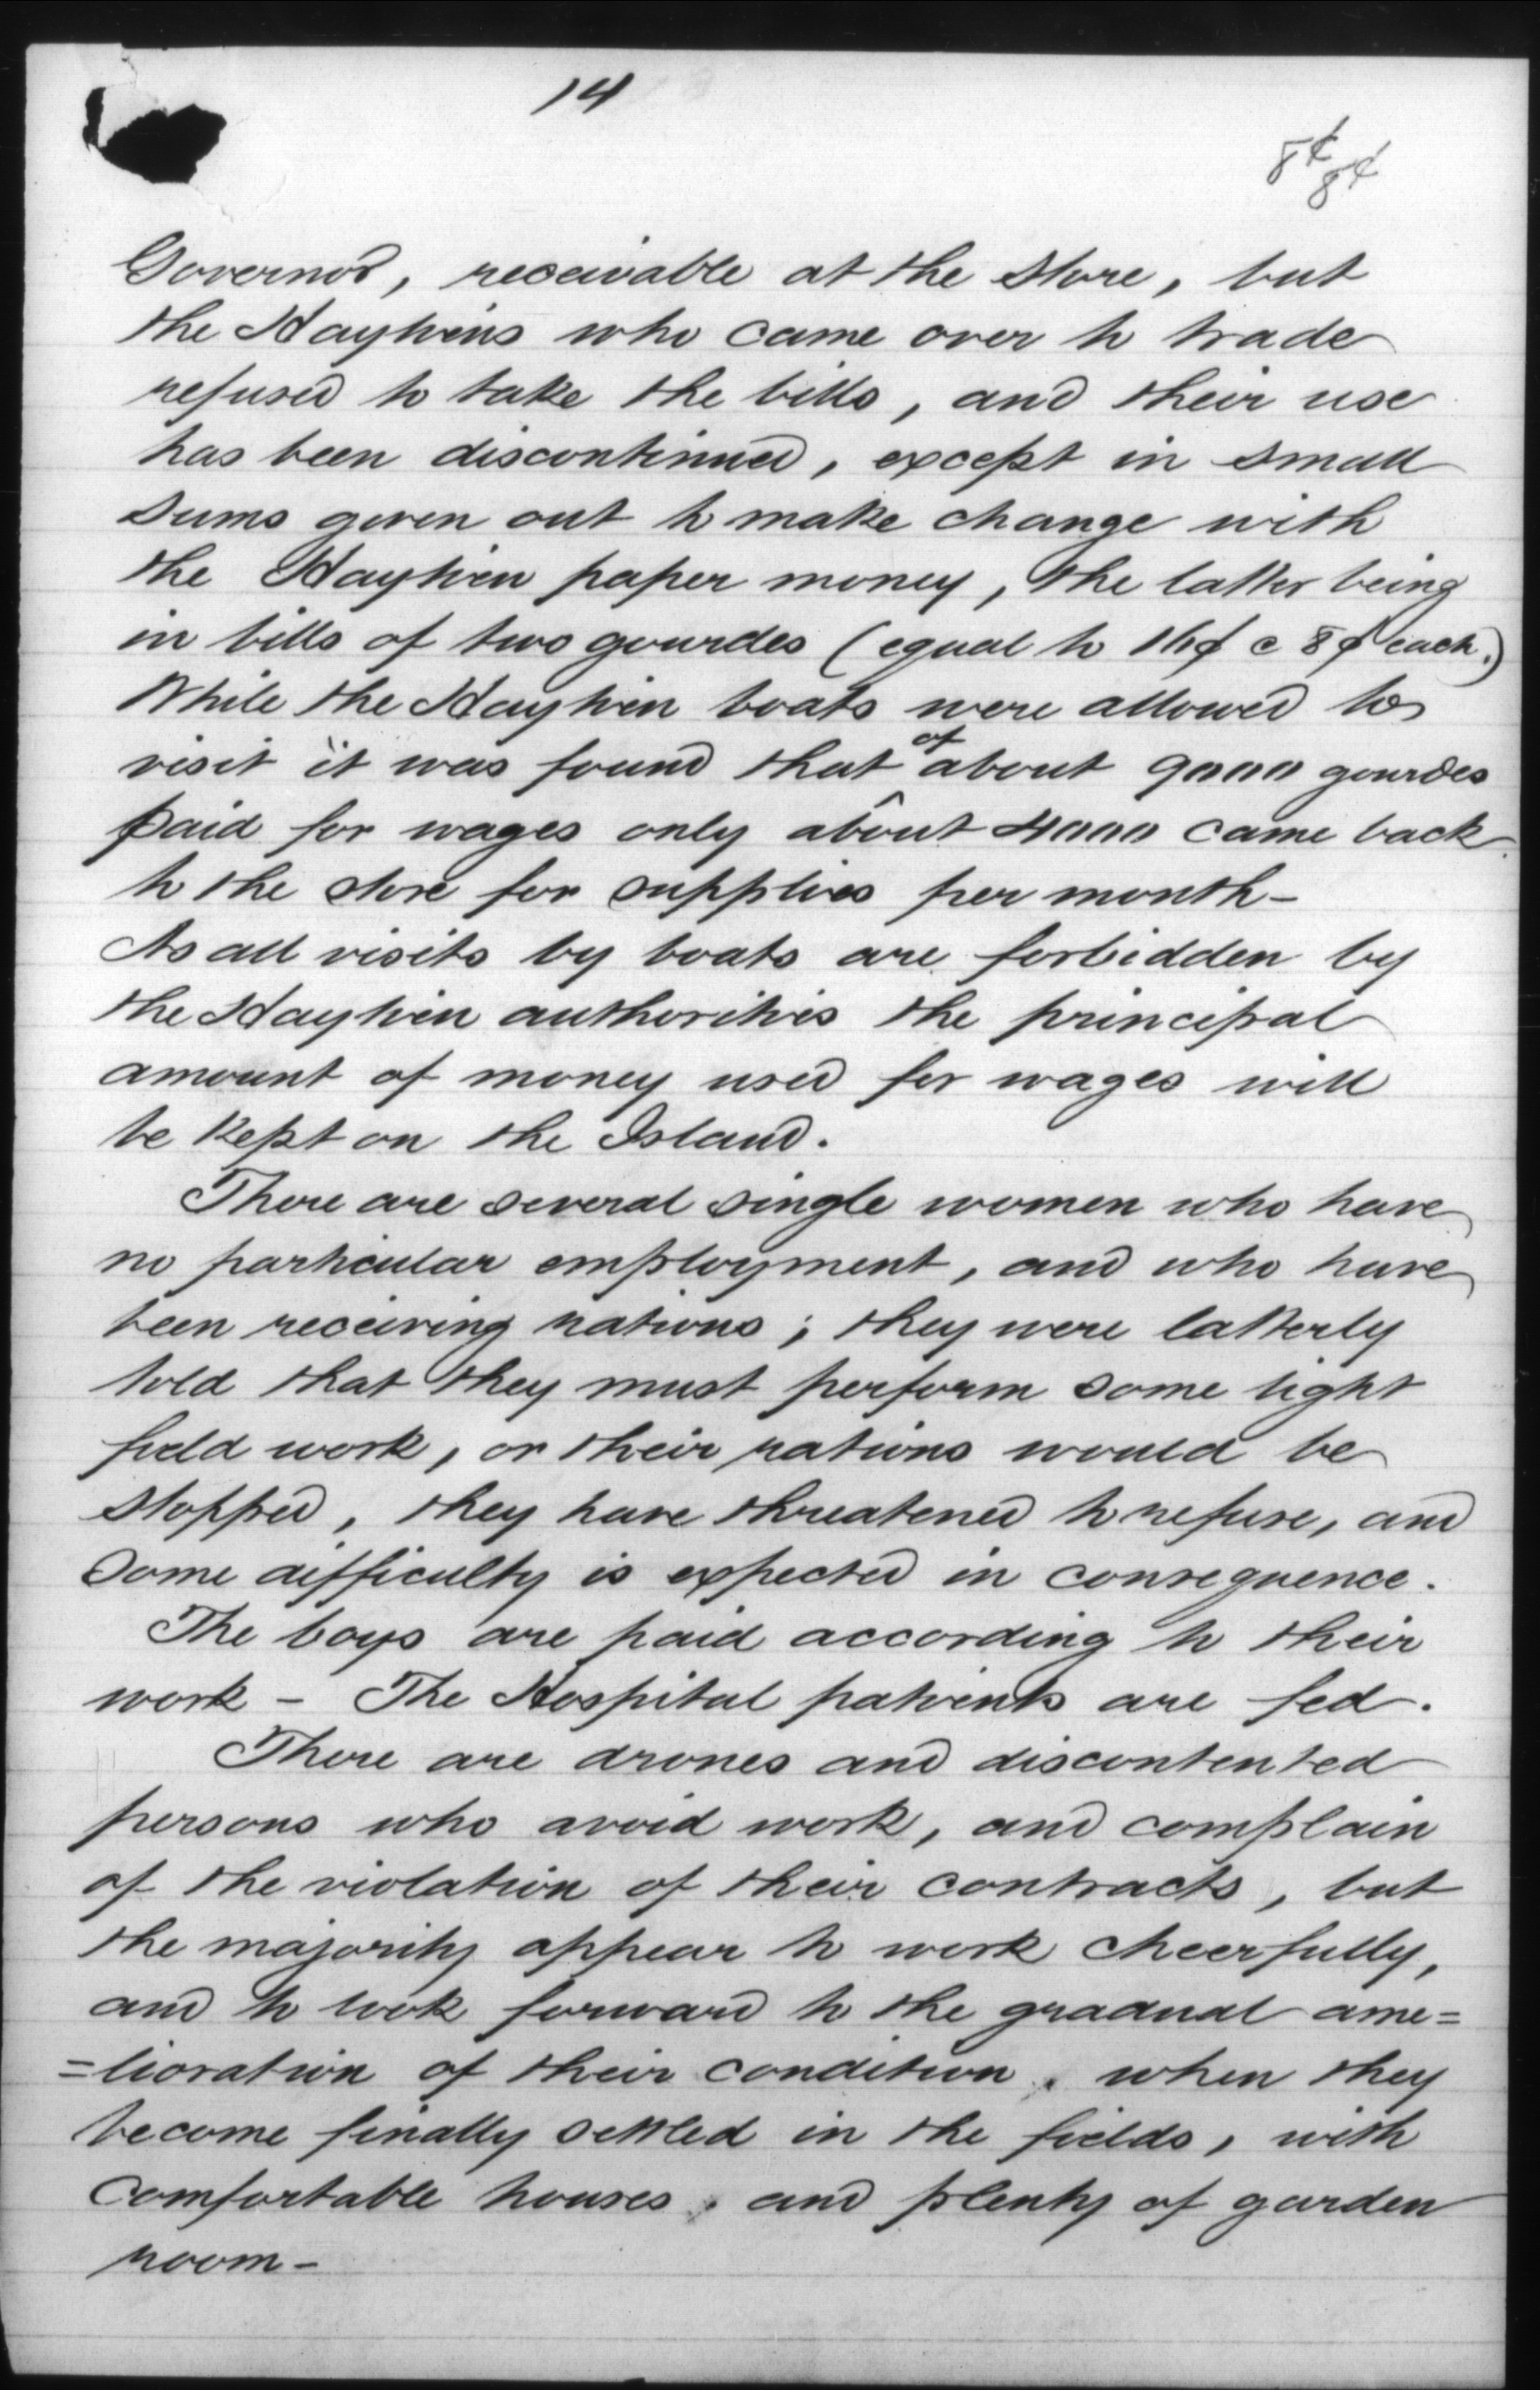 14
8¢
8¢
Governor, receivable at the store, but
the Haytiens who came over to trade
refused to take the bills, and their use
has been discontinued, except in small
sums given out to make change with
the Haytien paper money, the latter being
in bills of two gourdes (equal to 16¢ c 8¢ each.)
While the Haytien boats were allowed to
visit it was found that of about 9000 gourdes
paid for wages only about 4000 came back
to the store for supplies per month—
As all visits by boats are forbidden by
the Haytien authorities the principal
amount of money used for wages will
be kept on the Island.
There are several single women who have
no particular employment, and who have
been receiving rations; they were latterly
told that they must perform some light
field work, or their rations would be
stopped, they have threatened to refuse, and
some difficulty is expected in consequence.
The boys are paid according to their
work — The Hospital patients are fed.
There are drones and discontented
persons who avoid work, and complain
of the violation of their contracts, but
the majority appear to work cheerfully,
and to look forward to the gradual ame=
=lioration of their condition, when they
become finally settled in the fields, with
comfortable houses, and plenty of garden
room—